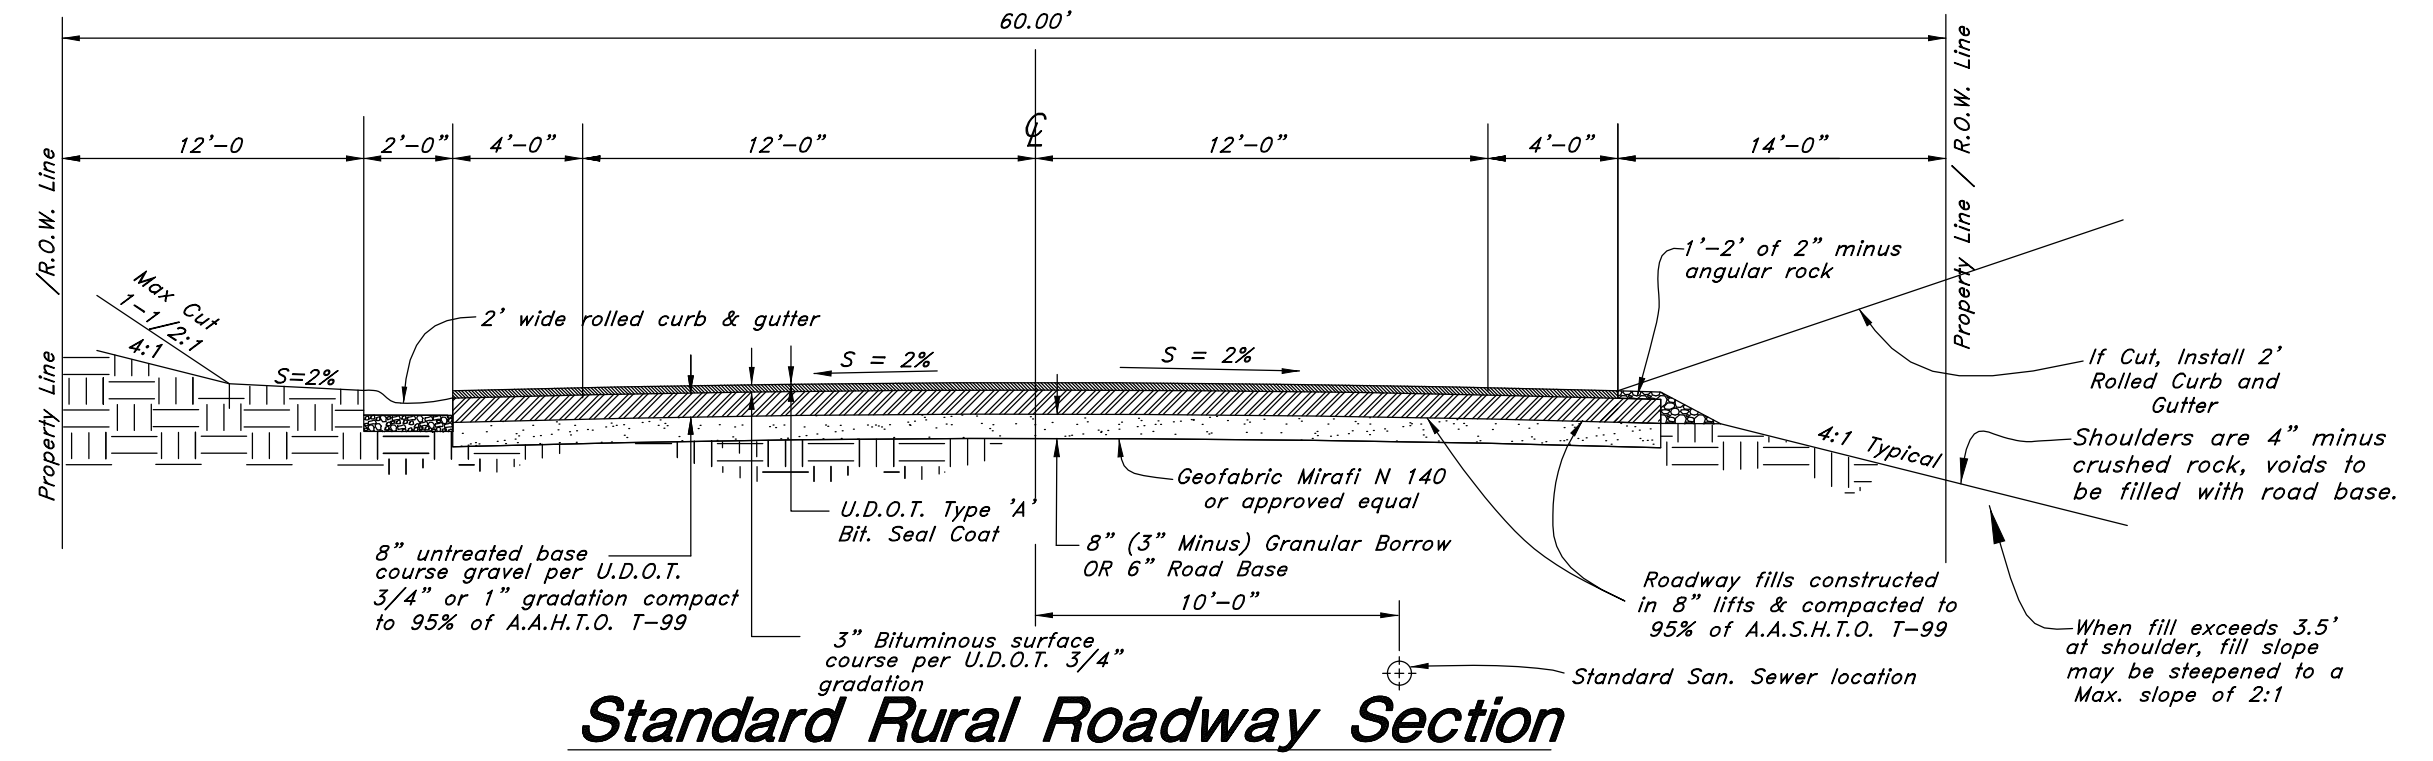 60.00'
℄
12'-0
2'-0"
4'-0"
12'-0"
12'-0"
4'-0"
14'-0"
Property Line /R.O.W. Line
Property Line / R.O.W. Line
Max Cut
1-1/2:1
4:1
S=2%
2' wide rolled curb & gutter
S = 2%
S = 2%
1'-2' of 2" minus
angular rock
If Cut, Install 2'
Rolled Curb and
Gutter
4:1 Typical
Shoulders are 4" minus
crushed rock, voids to
be filled with road base.
Geofabric Mirafi N 140
or approved equal
U.D.O.T. Type 'A'
Bit. Seal Coat
8" untreated base
course gravel per U.D.O.T.
3/4" or 1" gradation compact
to 95% of A.A.H.T.O. T-99
8" (3" Minus) Granular Borrow
OR 6" Road Base
10'-0"
Roadway fills constructed
in 8" lifts & compacted to
95% of A.A.S.H.T.O. T-99
3" Bituminous surface
course per U.D.O.T. 3/4"
gradation
When fill exceeds 3.5'
at shoulder, fill slope
may be steepened to a
Max. slope of 2:1
Standard San. Sewer location
Standard Rural Roadway Section